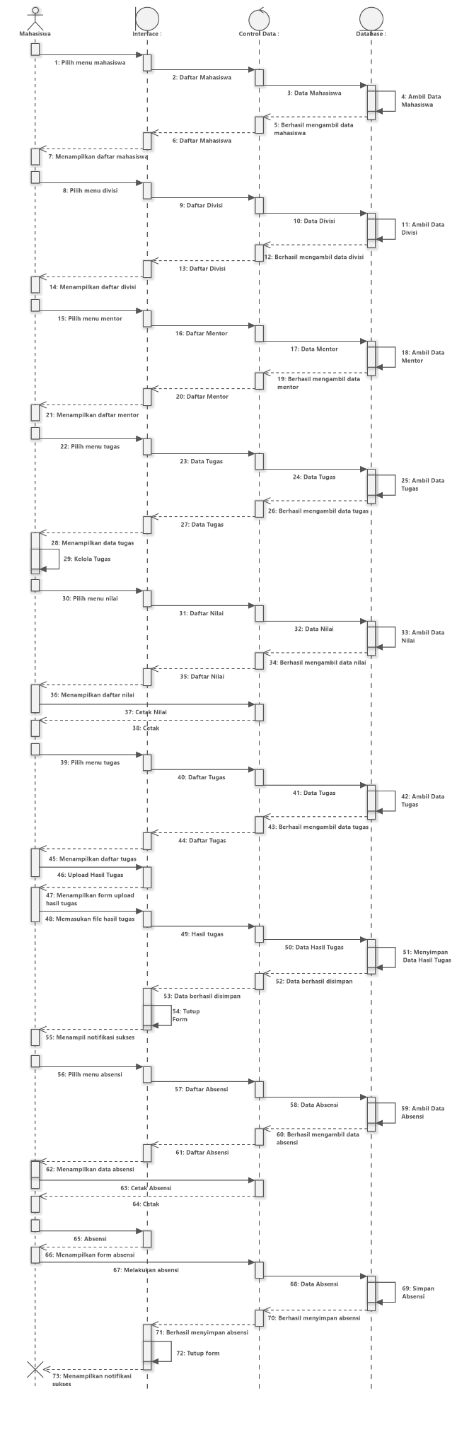 Mahasiswa
Interface :
Control Data :
Database :
1: Pilih menu mahasiswa
2: Daftar Mahasiswa
3: Data Mahasiswa
4: Ambil Data
Mahasiswa
5: Berhasil mengambil data
mahasiswa
6: Daftar Mahasiswa
7: Menampilkan daftar mahasiswa
8: Pilih menu divisi
9: Daftar Divisi
10: Data Divisi
11: Ambil Data
Divisi
12: Berhasil mengambil data divisi
13: Daftar Divisi
14: Menampilkan daftar divisi
15: Pilih menu mentor
16: Daftar Mentor
17: Data Mentor
18: Ambil Data
Mentor
19: Berhasil mengambil data
mentor
20: Daftar Mentor
21: Menampilkan daftar mentor
22: Pilih menu tugas
23: Data Tugas
24: Data Tugas
25: Ambil Data
Tugas
26: Berhasil mengambil data tugas
27: Data Tugas
28: Menampilkan data tugas
29: Kelola Tugas
30: Pilih menu nilai
31: Daftar Nilai
32: Data Nilai
33: Ambil Data
Nilai
34: Berhasil mengambil data nilai
35: Daftar Nilai
36: Menampilkan daftar nilai
37: Cetak Nilai
38: Cetak
39: Pilih menu tugas
40: Daftar Tugas
41: Data Tugas
42: Ambil Data
Tugas
43: Berhasil mengambil data tugas
44: Daftar Tugas
45: Menampilkan daftar tugas
46: Upload Hasil Tugas
47: Menampilkan form upload
hasil tugas
48: Memasukan file hasil tugas
49: Hasil tugas
50: Data Hasil Tugas
51: Menyimpan
Data Hasil Tugas
52: Data berhasil disimpan
53: Data berhasil disimpan
54: Tutup
Form
55: Menampil notifikasi sukses
56: Pilih menu absensi
57: Daftar Absensi
58: Data Absensi
59: Ambil Data
Absensi
60: Berhasil mengambil data
absensi
61: Daftar Absensi
62: Menampilkan data absensi
63: Cetak Absensi
64: Cetak
65: Absensi
66: Menampilkan form absensi
67: Melakukan absensi
68: Data Absensi
69: Simpan
Absensi
70: Berhasil menyimpan absensi
71: Berhasil menyimpan absensi
72: Tutup form
73: Menampilkan notifikasi
sukses